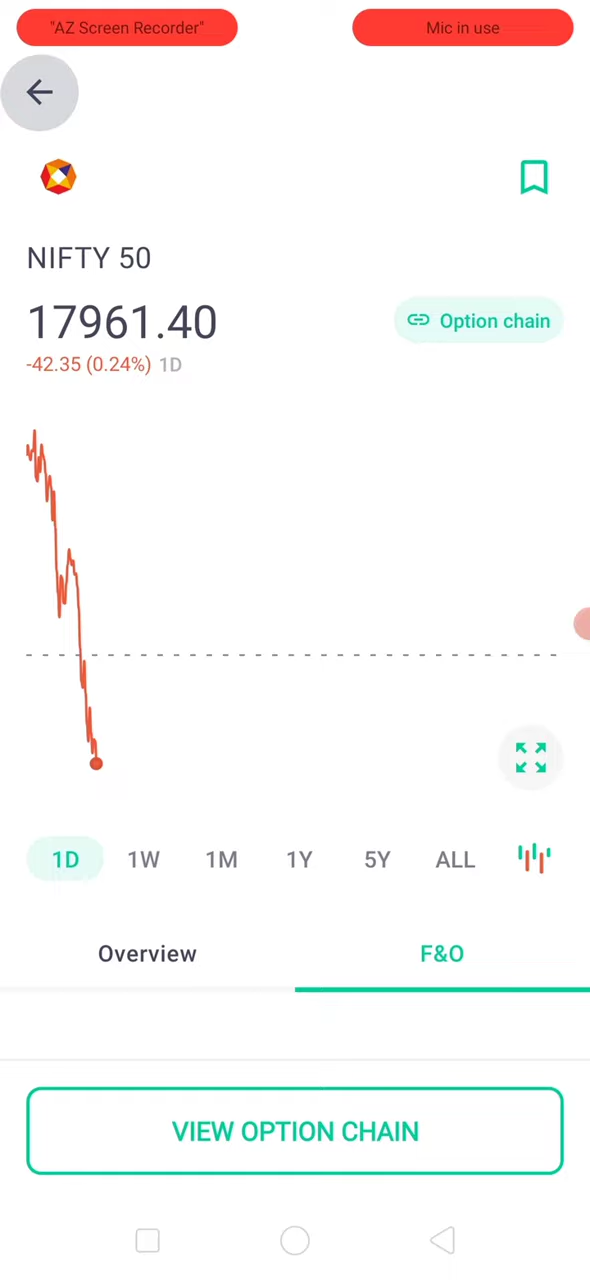 "AZ Screen Recorder" Mic in use
NIFTY 50
17961.40
Option chain
-42.35 (0.24%) 1D
1D 1W 1M 1Y 5Y ALL
Overview F&O
VIEW OPTION CHAIN